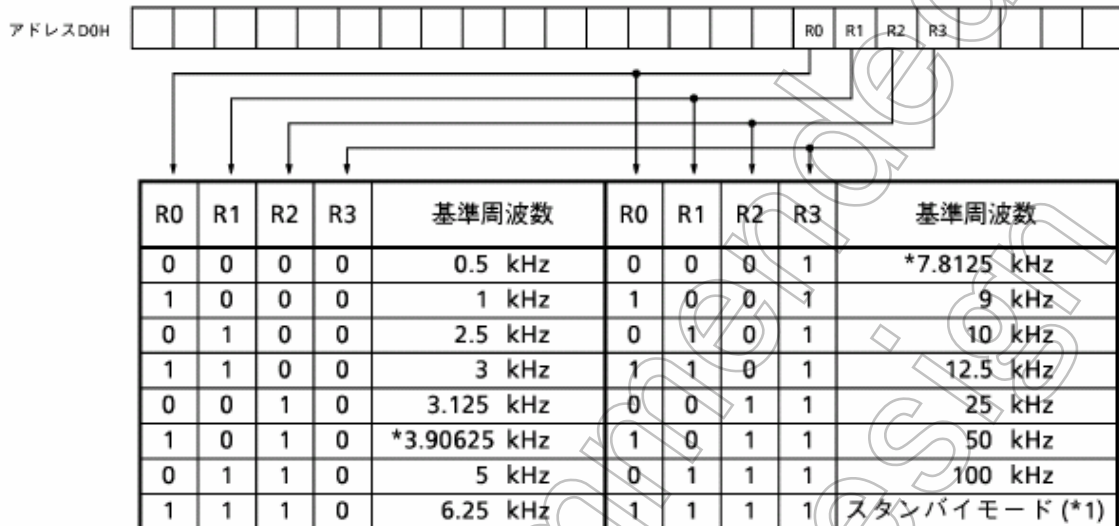 アドレスD0H R0 R1 R2 R3
R0 R1 R2 R3 基準周波数 R0 R1 R2 R3 基準周波数
0 0 0 0 0.5 kHz 0 0 0 1 *7.8125 kHz
1 0 0 0 1 kHz 1 0 0 1 9 kHz
0 1 0 0 2.5 kHz 0 1 0 1 10 kHz
1 1 0 0 3 kHz 1 1 0 1 12.5 kHz
0 0 1 0 3.125 kHz 0 0 1 1 25 kHz
1 0 1 0 *3.90625 kHz 1 0 1 1 50 kHz
0 1 1 0 5 kHz 0 1 1 1 100 kHz
1 1 1 0 6.25 kHz 1 1 1 1 スタンバイモード (*1)